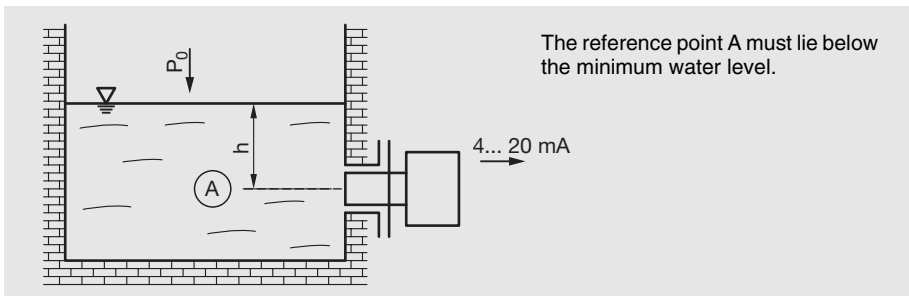 The reference point A must lie below
the minimum water level.
P0
h
4... 20 mA
A